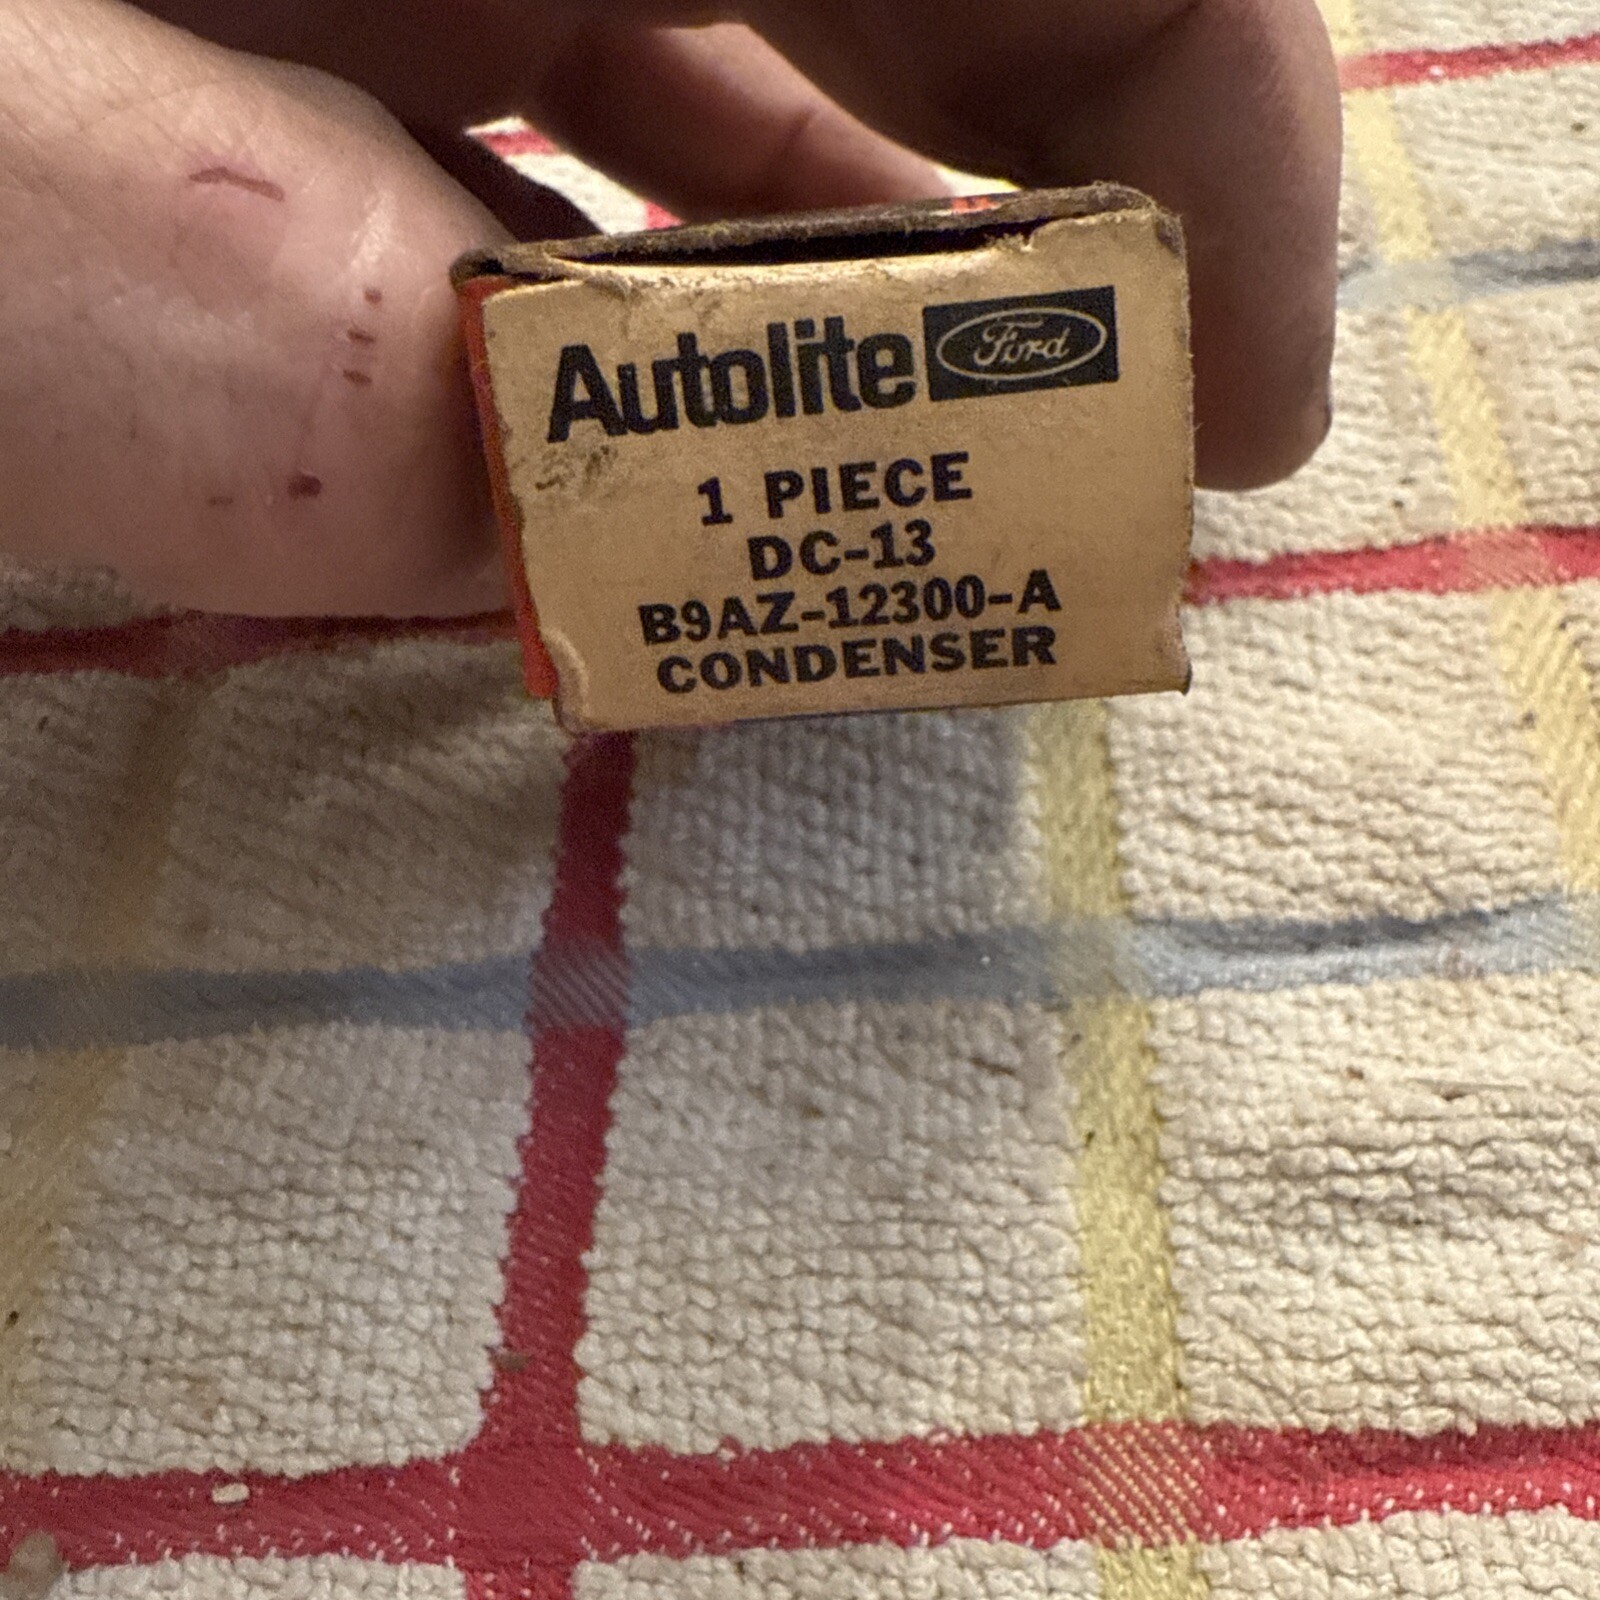 Autolite Ford
1 PIECE
DC-13
B9AZ-12300-A
CONDENSER